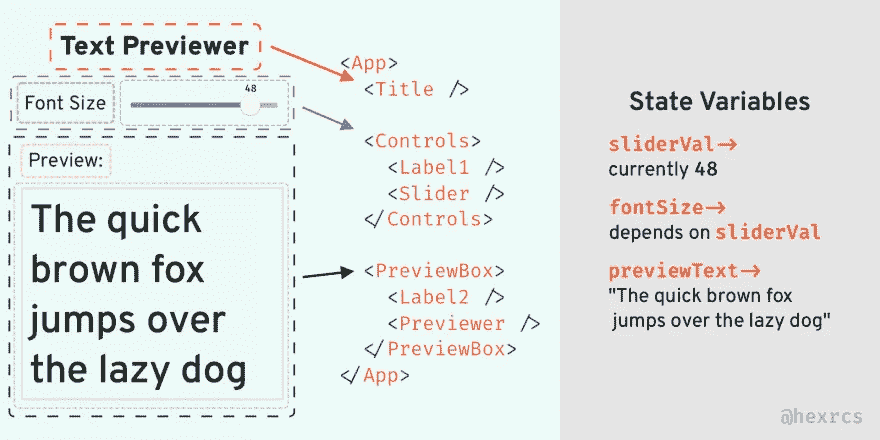 Text Previewer
Font Size
48
Preview:
The quick
brown fox
jumps over
the lazy dog
<App>
<Title />
<Controls>
<Label1 />
<Slider />
</Controls>
<PreviewBox>
<Label2 />
<Previewer />
</PreviewBox>
</App>
State Variables
sliderVal→
currently 48
fontSize→
depends on sliderVal
previewText→
"The quick brown fox
jumps over the lazy dog"
@hexrcs